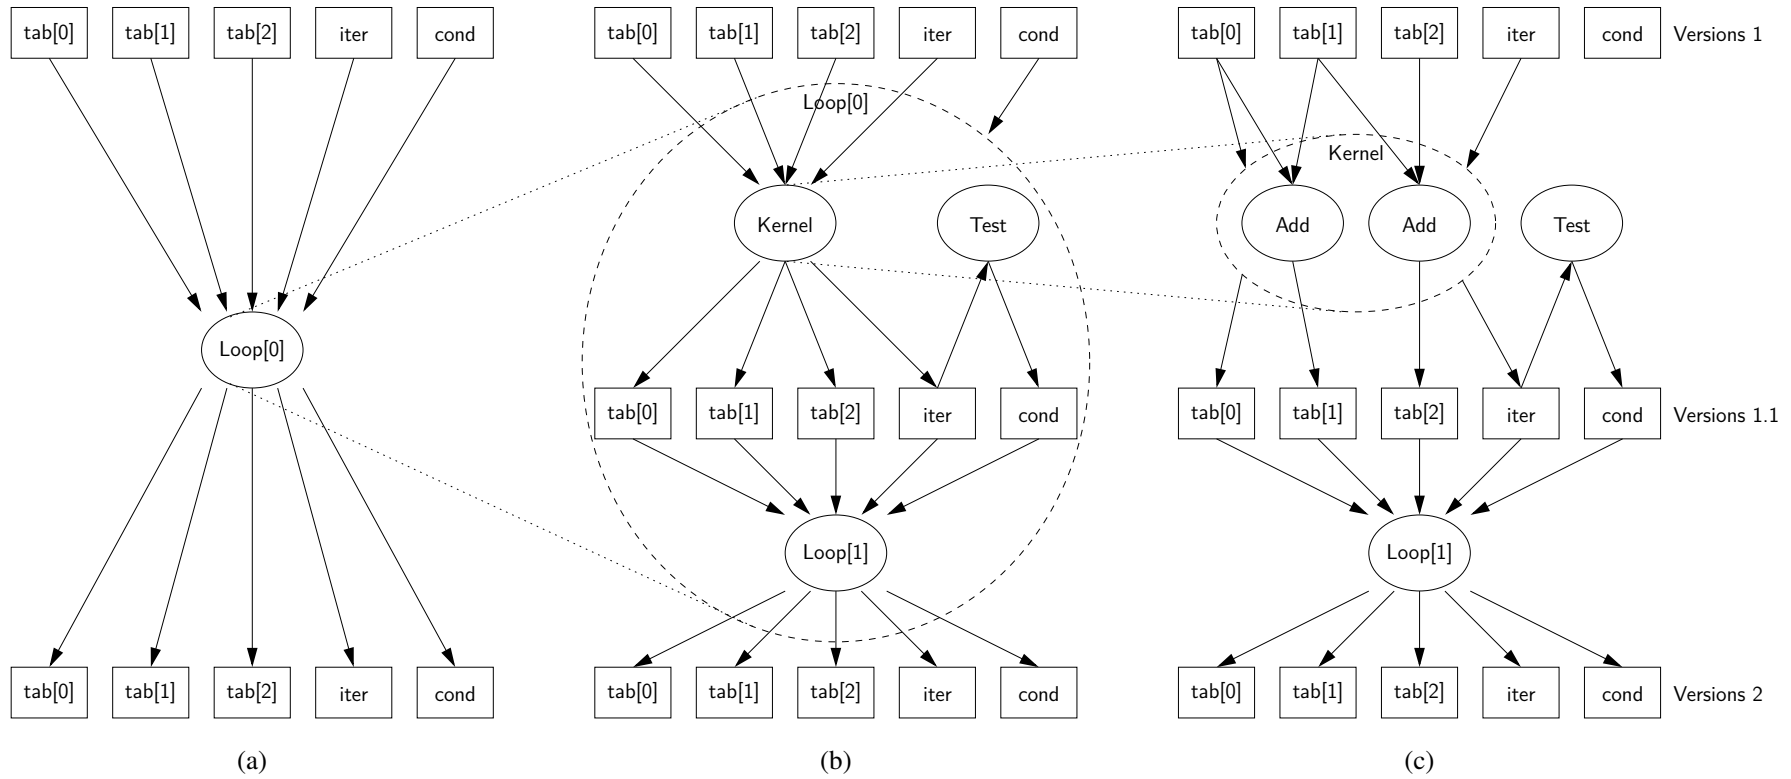 tab[0] tab[1] tab[2] iter cond tab[0] tab[1] tab[2] iter cond tab[0] tab[1] tab[2] iter cond Versions 1
Loop[0]
Kernel
Kernel Test Add Add Test
Loop[0]
tab[0] tab[1] tab[2] iter cond tab[0] tab[1] tab[2] iter cond Versions 1.1
Loop[1] Loop[1]
tab[0] tab[1] tab[2] iter cond tab[0] tab[1] tab[2] iter cond tab[0] tab[1] tab[2] iter cond Versions 2
(a) (b) (c)